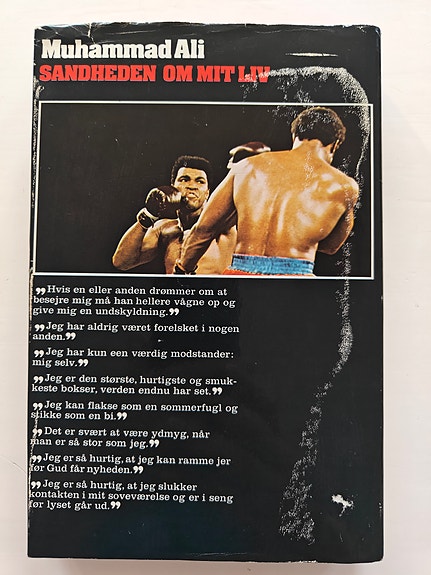 Muhammad Ali
SANDHEDEN OM MIT LIV
„Hvis en eller anden drømmer om at
besejre mig må han hellere vågne op og
give mig en undskyldning.”
„Jeg har aldrig været forelsket i nogen
anden.”
„Jeg har kun een værdig modstander:
mig selv.”
„Jeg er den største, hurtigste og smuk-
keste bokser, verden endnu har set.”
„Jeg kan flakse som en sommerfugl og
stikke som en bi.”
„Det er svært at være ydmyg, når
man er så stor som jeg.”
„Jeg er så hurtig, at jeg kan ramme jer
før Gud får nyheden.”
„Jeg er så hurtig, at jeg slukker
kontakten i mit soveværelse og er i seng
før lyset går ud.”